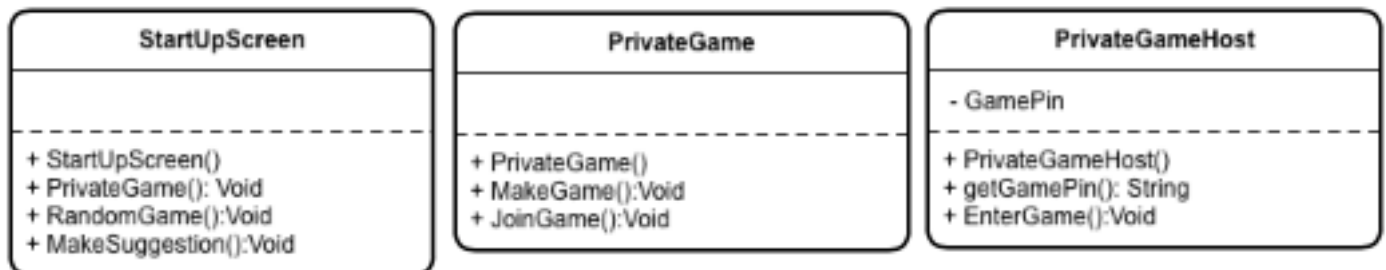 StartUpScreen
+ StartUpScreen()
+ PrivateGame(): Void
+ RandomGame():Void
+ MakeSuggestion():Void
PrivateGame
+ PrivateGame()
+ MakeGame():Void
+ JoinGame():Void
PrivateGameHost
- GamePin
+ PrivateGameHost()
+ getGamePin(): String
+ EnterGame():Void